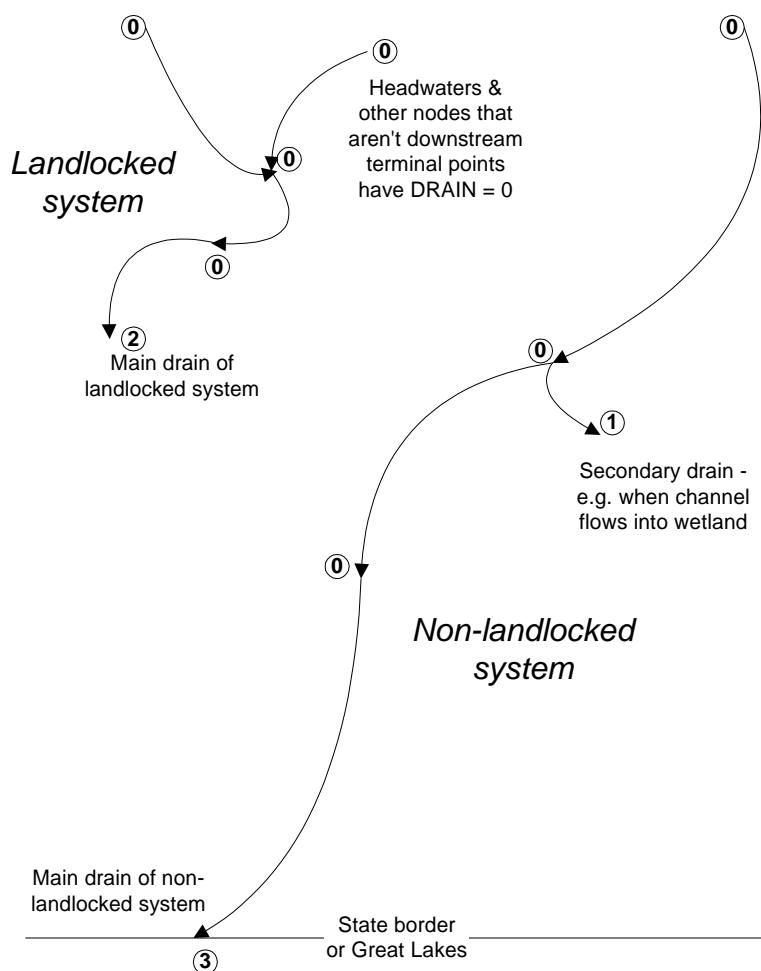 0
0
0
Headwaters &
other nodes that
aren't downstream
terminal points
have DRAIN = 0
0
Landlocked
system
0
2
Main drain of
landlocked system
0
1
Secondary drain -
e.g. when channel
flows into wetland
0
Non-landlocked
system
Main drain of non-
landlocked system
State border
or Great Lakes
3